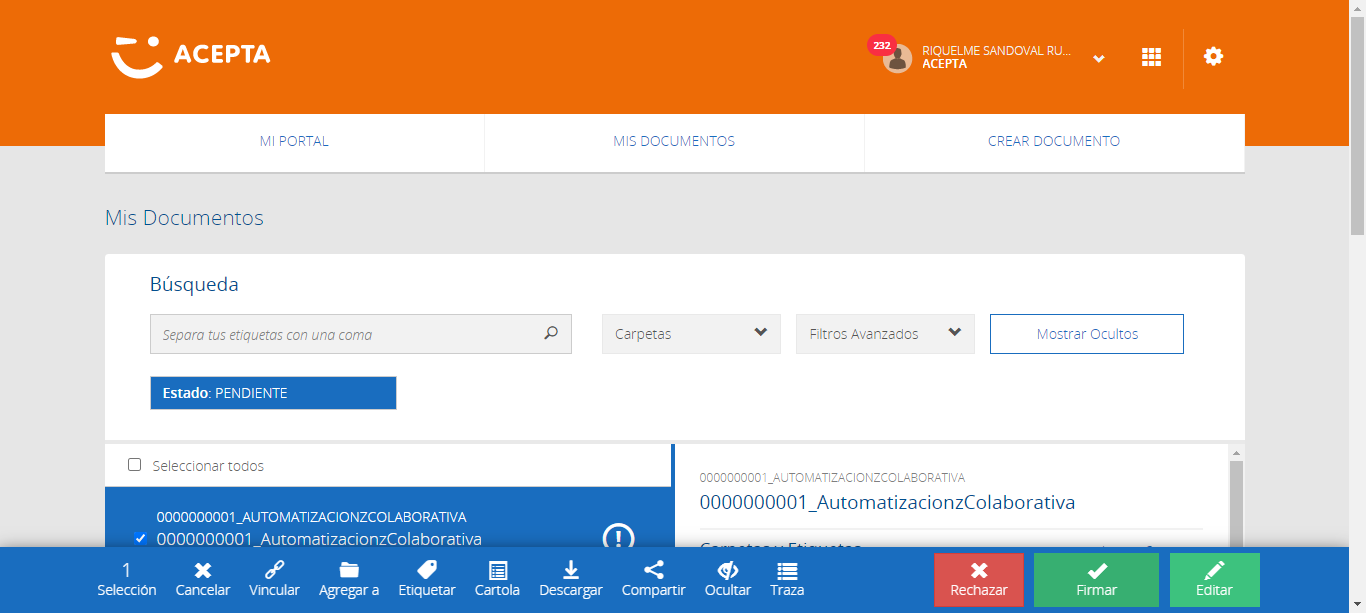 ACEPTA
232
RIQUELME SANDOVAL RU...
ACEPTA
MI PORTAL
MIS DOCUMENTOS
CREAR DOCUMENTO
Mis Documentos
Búsqueda
Separa tus etiquetas con una coma
Carpetas
Filtros Avanzados
Mostrar Ocultos
Estado: PENDIENTE
Seleccionar todos
0000000001_AUTOMATIZACIONZCOLABORATIVA
0000000001_AutomatizacionzColaborativa
0000000001_AUTOMATIZACIONZCOLABORATIVA
0000000001_AutomatizacionzColaborativa
Carpetas y Etiquetas
1
Selección
Cancelar
Vincular
Agregar a
Etiquetar
Cartola
Descargar
Compartir
Ocultar
Traza
Rechazar
Firmar
Editar